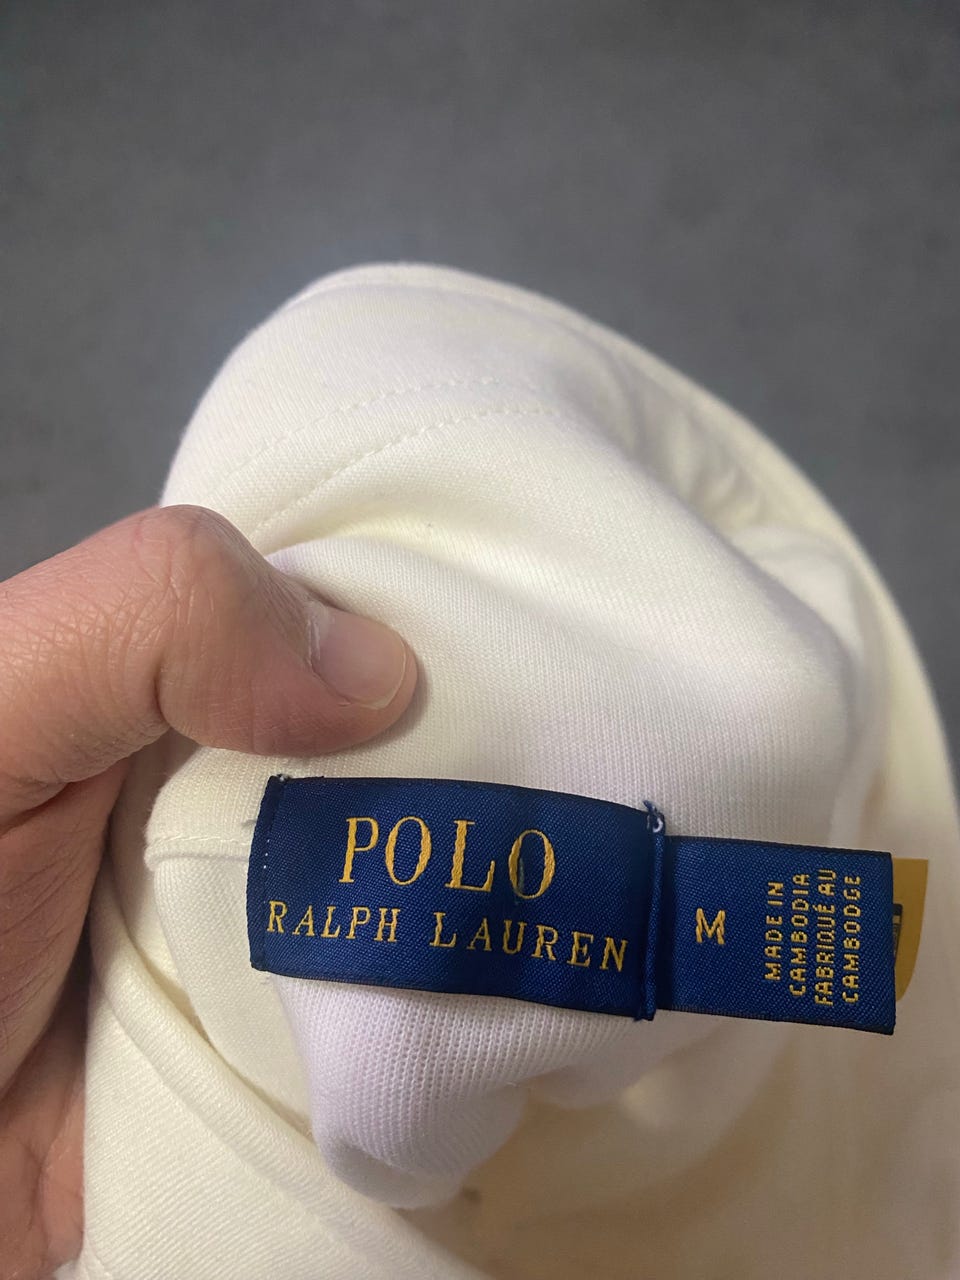 POLO
RALPH LAUREN
M
MADE IN
CAMBODIA
FABRIQUÉ AU
CAMBODGE